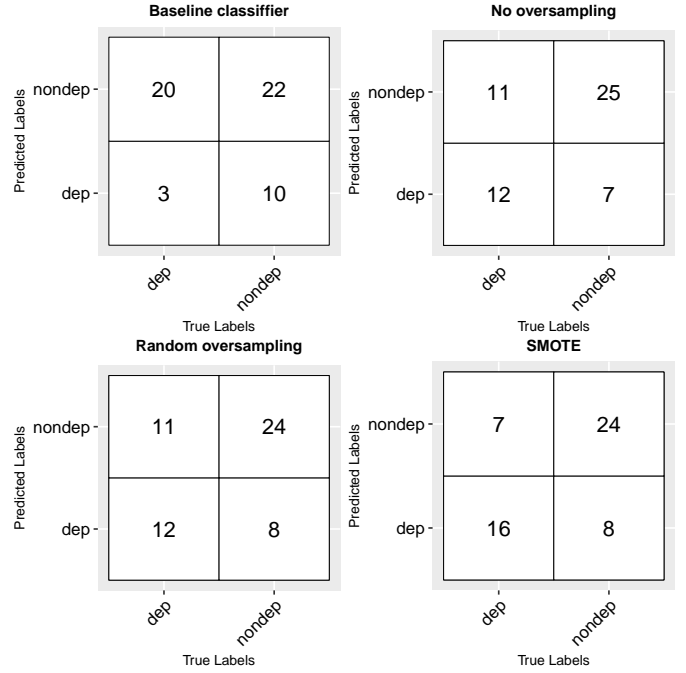 Baseline classiffier
Predicted Labels
nondep
20
22
dep
3
10
dep
nondep
True Labels
No oversampling
Predicted Labels
nondep
11
25
dep
12
7
dep
nondep
True Labels
Random oversampling
Predicted Labels
nondep
11
24
dep
12
8
dep
nondep
True Labels
SMOTE
Predicted Labels
nondep
7
24
dep
16
8
dep
nondep
True Labels